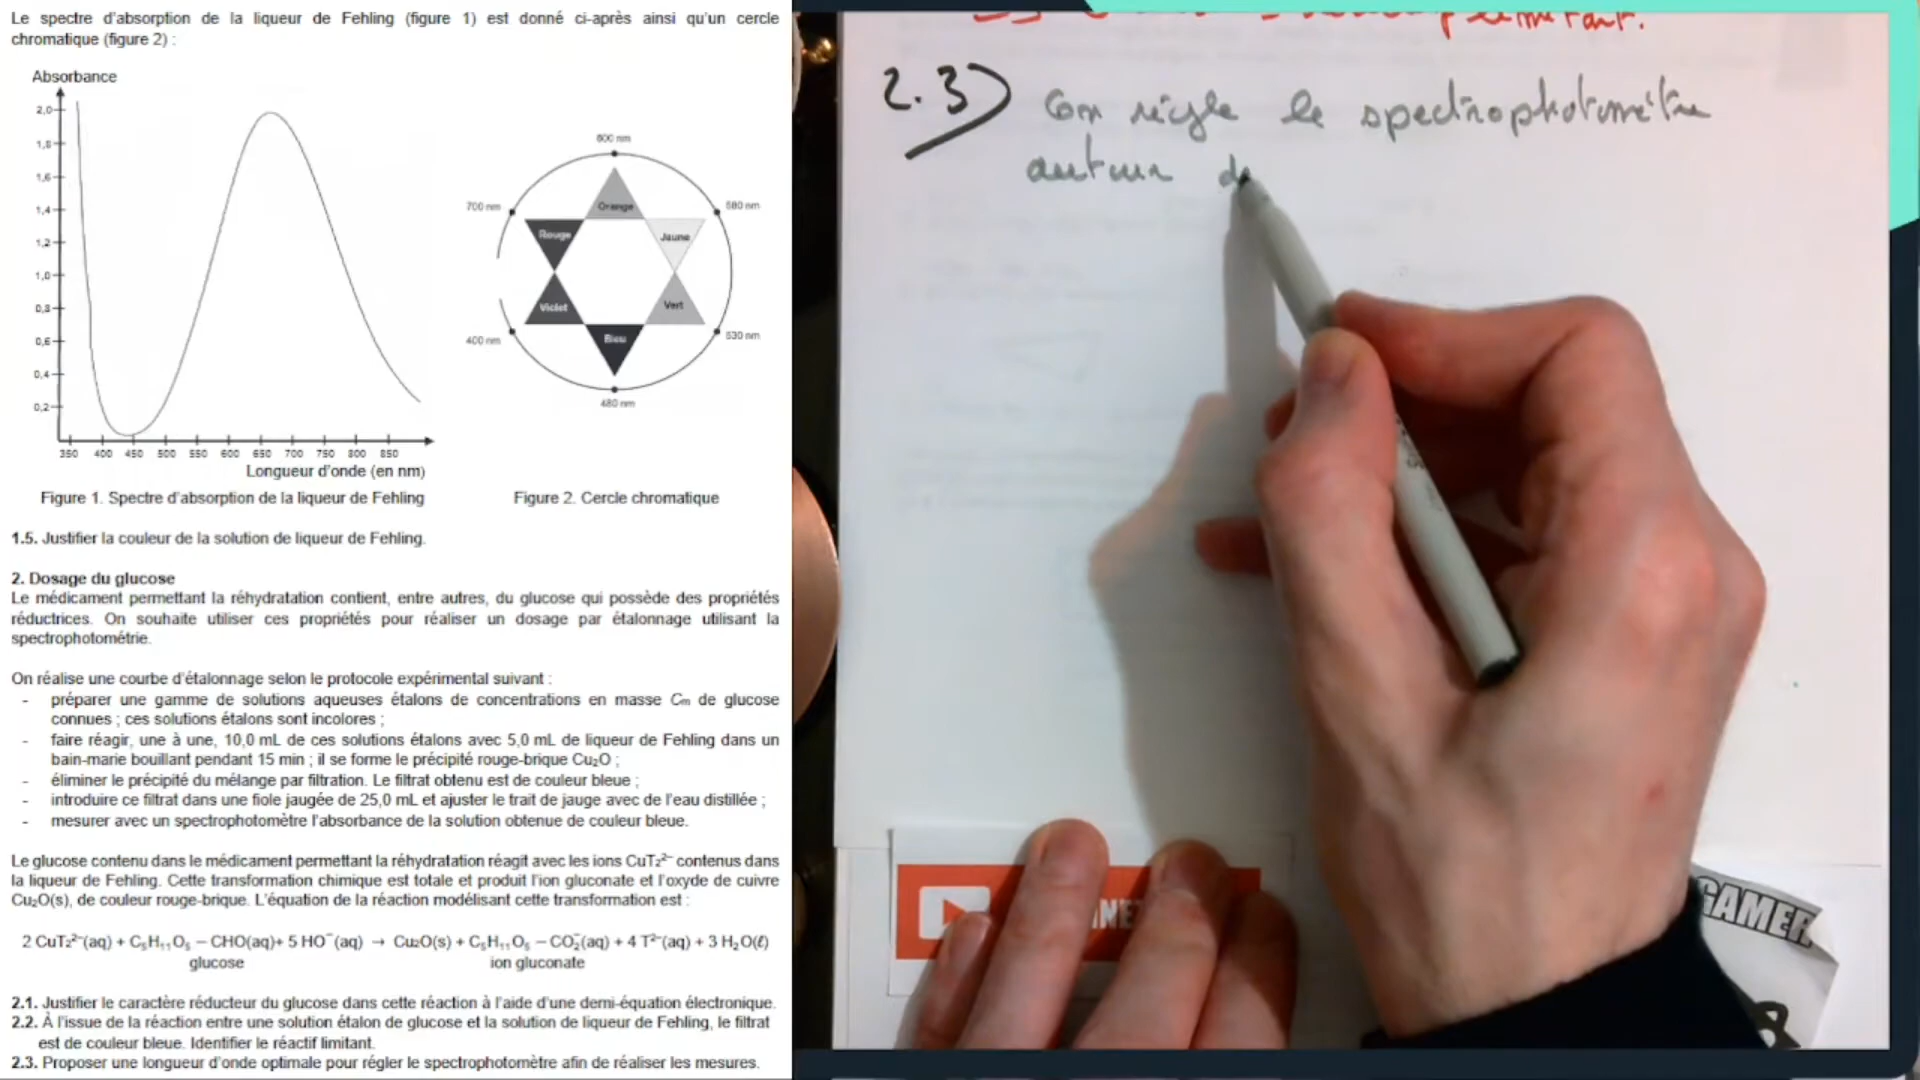 Le spectre d'absorption de la liqueur de Fehling (figure 1) est donné ci-après ainsi qu'un cercle
chromatique (figure 2) :
Absorbance
2,0
1,8
1,6
1,4
1,2
1,0
0,8
0,6
0,4
0,2
350 400 450 500 550 600 650 700 750 800 850
Longueur d'onde (en nm)
Figure 1. Spectre d'absorption de la liqueur de Fehling
600 nm
700 nm
580 nm
Orange
Rouge
Jaune
Violet
Vert
Bleu
400 nm
530 nm
480 nm
Figure 2. Cercle chromatique
1.5. Justifier la couleur de la solution de liqueur de Fehling.
2. Dosage du glucose
Le médicament permettant la réhydratation contient, entre autres, du glucose qui possède des propriétés
réductrices. On souhaite utiliser ces propriétés pour réaliser un dosage par étalonnage utilisant la
spectrophotométrie.
On réalise une courbe d'étalonnage selon le protocole expérimental suivant :
- préparer une gamme de solutions aqueuses étalons de concentrations en masse Cm de glucose
connues ; ces solutions étalons sont incolores ;
- faire réagir, une à une, 10,0 mL de ces solutions étalons avec 5,0 mL de liqueur de Fehling dans un
bain-marie bouillant pendant 15 min ; il se forme le précipité rouge-brique Cu₂O ;
- éliminer le précipité du mélange par filtration. Le filtrat obtenu est de couleur bleue ;
- introduire ce filtrat dans une fiole jaugée de 25,0 mL et ajuster le trait de jauge avec de l'eau distillée ;
- mesurer avec un spectrophotomètre l'absorbance de la solution obtenue de couleur bleue.
Le glucose contenu dans le médicament permettant la réhydratation réagit avec les ions CuT₂²⁻ contenus dans
la liqueur de Fehling. Cette transformation chimique est totale et produit l'ion gluconate et l'oxyde de cuivre
Cu₂O(s), de couleur rouge-brique. L'équation de la réaction modélisant cette transformation est :
2 CuT₂²⁻(aq) + C₅H₁₁O₅ – CHO(aq)+ 5 HO⁻(aq) → Cu₂O(s) + C₅H₁₁O₅ – CO₂⁻(aq) + 4 T²⁻(aq) + 3 H₂O(ℓ)
glucose ion gluconate
2.1. Justifier le caractère réducteur du glucose dans cette réaction à l'aide d'une demi-équation électronique.
2.2. À l'issue de la réaction entre une solution étalon de glucose et la solution de liqueur de Fehling, le filtrat
est de couleur bleue. Identifier le réactif limitant.
2.3. Proposer une longueur d'onde optimale pour régler le spectrophotomètre afin de réaliser les mesures.
limitant.
2.3) On règle le spectrophotomètre
autour d
GAMER